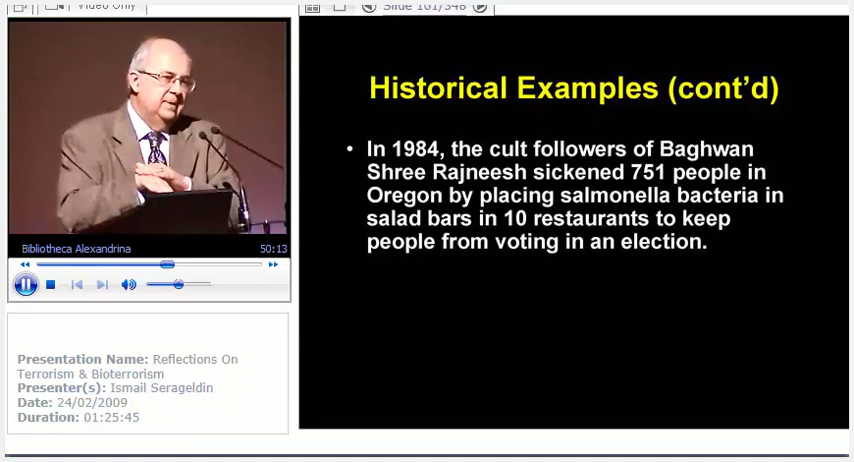 Video Only
Slide 101/348
Historical Examples (cont'd)
• In 1984, the cult followers of Baghwan
Shree Rajneesh sickened 751 people in
Oregon by placing salmonella bacteria in
salad bars in 10 restaurants to keep
people from voting in an election.
Bibliotheca Alexandrina 50:13
Presentation Name: Reflections On
Terrorism & Bioterrorism
Presenter(s): Ismail Serageldin
Date: 24/02/2009
Duration: 01:25:45